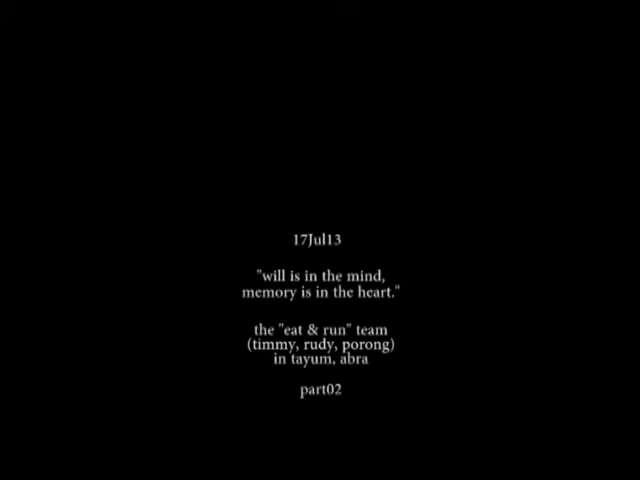 17Jul13
"will is in the mind,
memory is in the heart."
the "eat & run" team
(timmy, rudy, porong)
in tayum, abra
part02